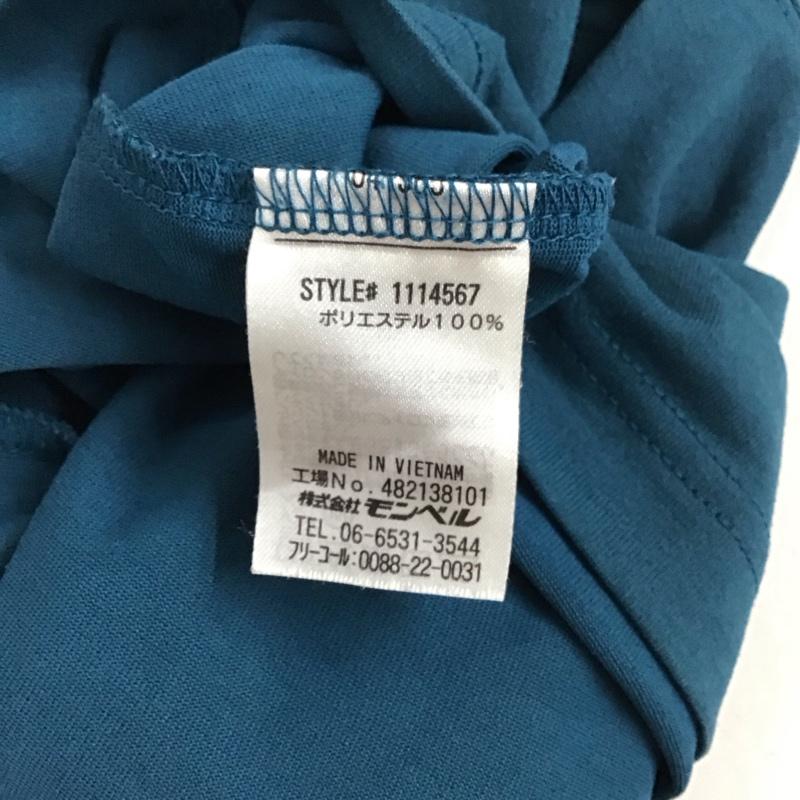 STYLE# 1114567
ポリエステル100%
MADE IN VIETNAM
工場No. 482138101
株式会社 モンベル
TEL. 06-6531-3544
フリーコール:0088-22-0031